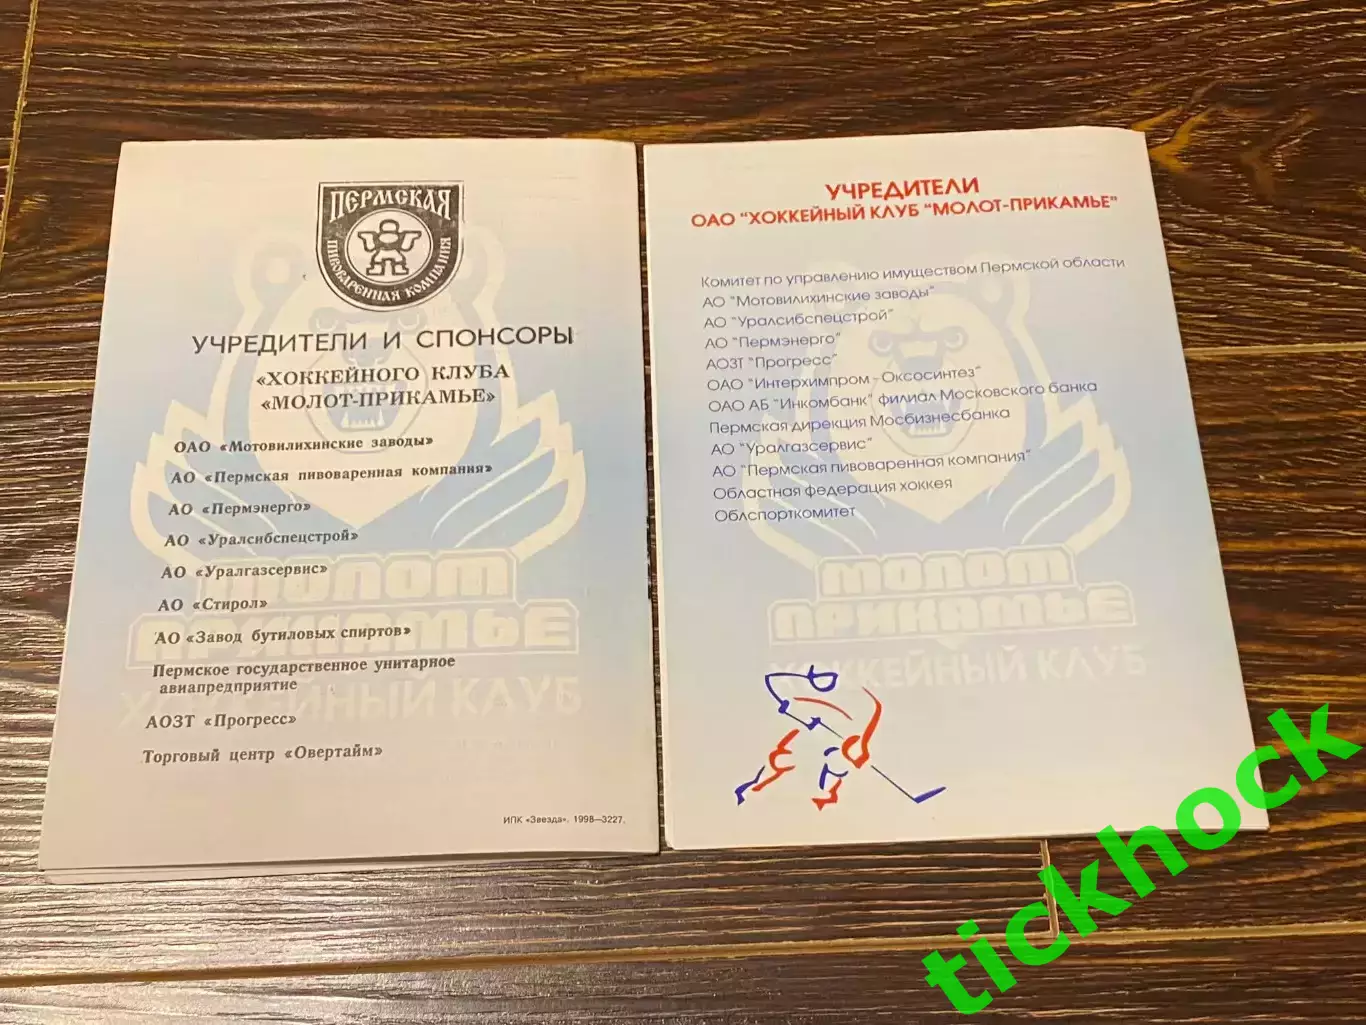 ПЕРМСКАЯ
ПИВОВАРЕННАЯ КОМПАНИЯ
УЧРЕДИТЕЛИ И СПОНСОРЫ
«ХОККЕЙНОГО КЛУБА
«МОЛОТ-ПРИКАМЬЕ»
ОАО «Мотовилихинские заводы»
АО «Пермская пивоваренная компания»
АО «Пермэнерго»
АО «Уралсибспецстрой»
АО «Уралгазсервис»
АО «Стирол»
АО «Завод бутиловых спиртов»
Пермское государственное унитарное
авиапредприятие
АОЗТ «Прогресс»
Торговый центр «Овертайм»
ИПК «Звезда». 1998—3227.
МОЛОТ
ПРИКАМЬЕ
ХОККЕЙНЫЙ КЛУБ
УЧРЕДИТЕЛИ
ОАО "ХОККЕЙНЫЙ КЛУБ "МОЛОТ-ПРИКАМЬЕ"
Комитет по управлению имуществом Пермской области
АО "Мотовилихинские заводы"
АО "Уралсибспецстрой"
АО "Пермэнерго"
АОЗТ "Прогресс"
ОАО "Интерхимпром - Оксосинтез"
ОАО АБ "Инкомбанк" филиал Московского банка
Пермская дирекция Мосбизнесбанка
АО "Уралгазсервис"
АО "Пермская пивоваренная компания"
Областная федерация хоккея
Облспорткомитет
МОЛОТ
ПРИКАМЬЕ
ХОККЕЙНЫЙ КЛУБ
tickhock